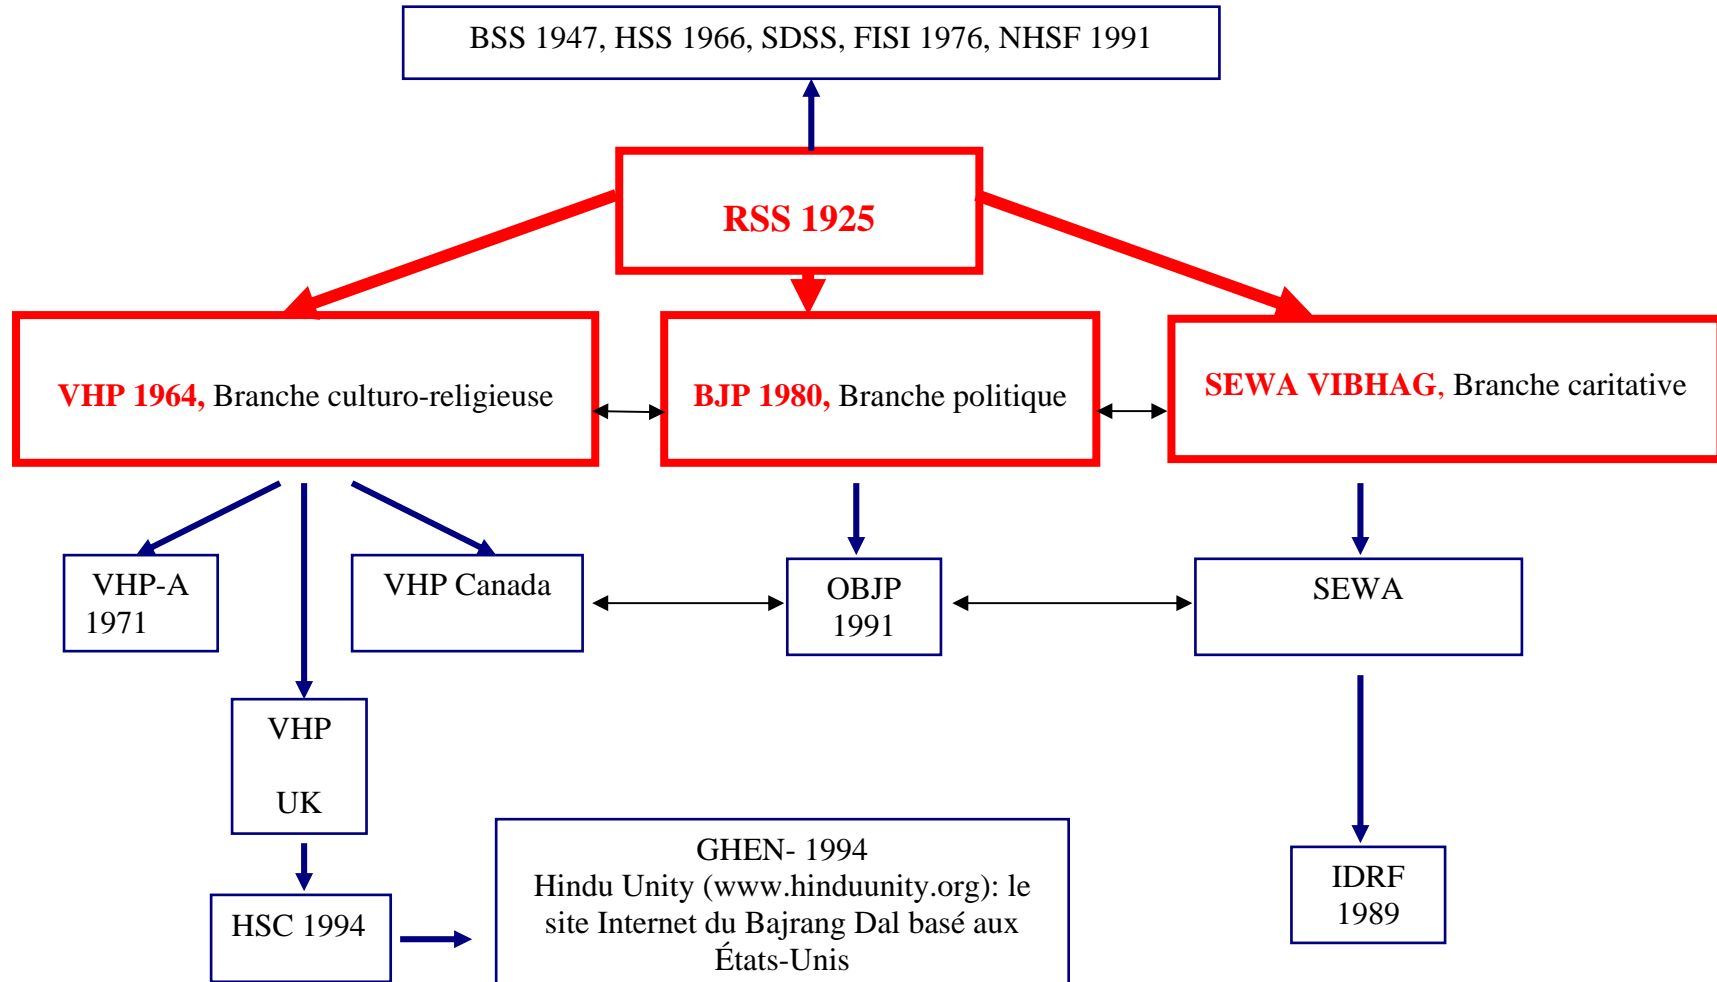 BSS 1947, HSS 1966, SDSS, FISI 1976, NHSF 1991
RSS 1925
VHP 1964, Branche culturo-religieuse
BJP 1980, Branche politique
SEWA VIBHAG, Branche caritative
VHP-A
1971
VHP Canada
OBJP
1991
SEWA
VHP
UK
HSC 1994
GHEN- 1994
Hindu Unity (www.hinduunity.org): le
site Internet du Bajrang Dal basé aux
États-Unis
IDRF
1989